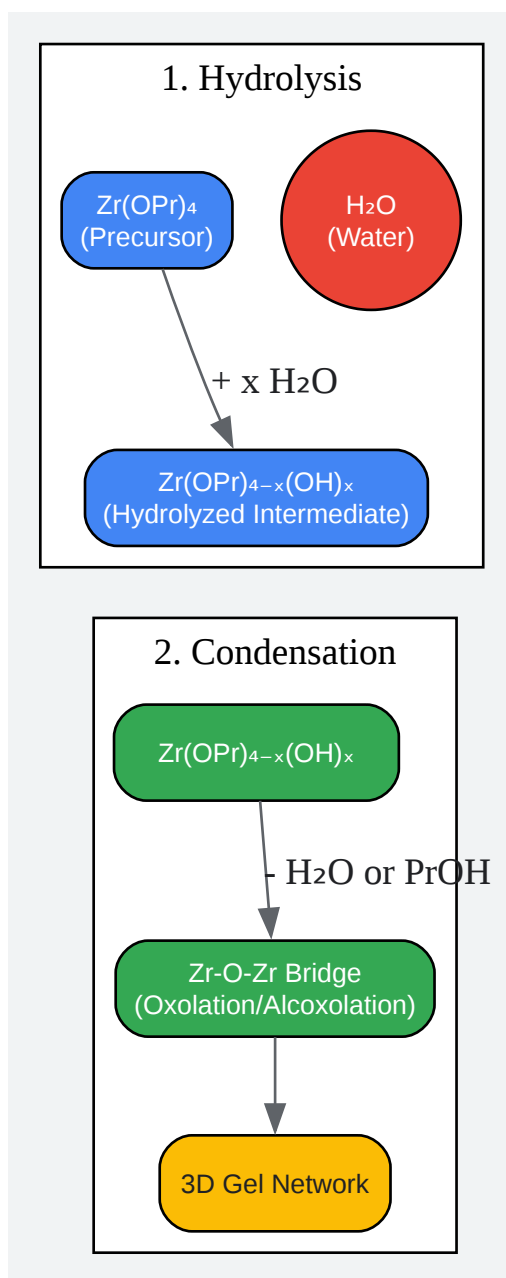 1. Hydrolysis
Zr(OPr)₄
(Precursor)
H₂O
(Water)
+ x H₂O
Zr(OPr)₄₋ₓ(OH)ₓ
(Hydrolyzed Intermediate)
2. Condensation
Zr(OPr)₄₋ₓ(OH)ₓ
- H₂O or PrOH
Zr-O-Zr Bridge
(Oxolation/Alcoxolation)
3D Gel Network